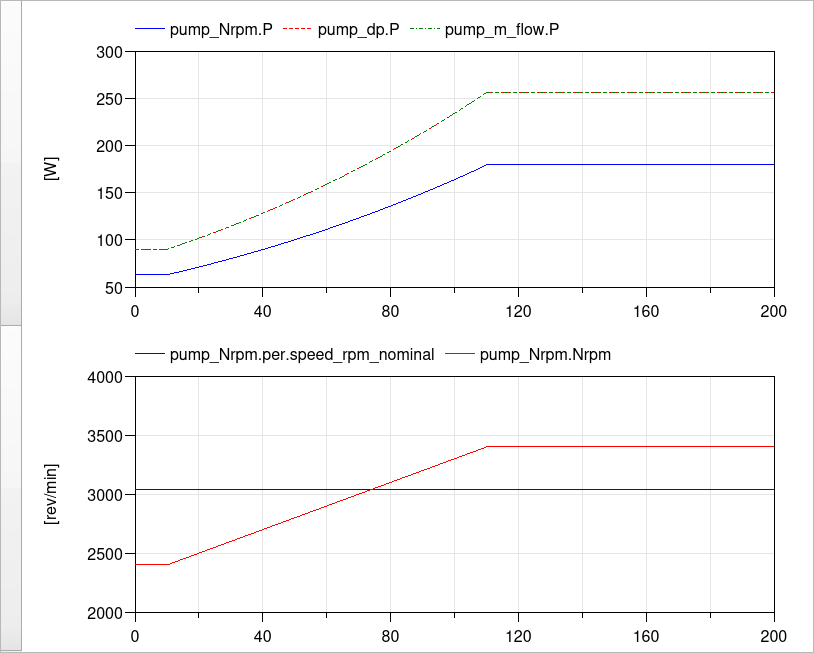 pump_Nrpm.P pump_dp.P pump_m_flow.P
300
250
200
150
100
50
[W]
0 40 80 120 160 200
pump_Nrpm.per.speed_rpm_nominal pump_Nrpm.Nrpm
4000
3500
3000
2500
2000
[rev/min]
0 40 80 120 160 200